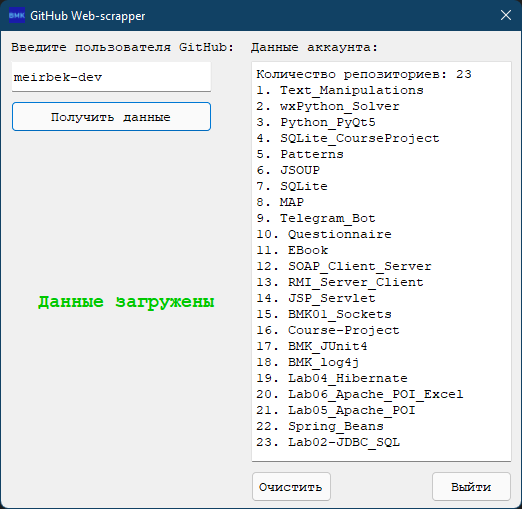 BMK GitHub Web-scrapper
Введите пользователя GitHub:
meirbek-dev
Получить данные
Данные загружены
Данные аккаунта:
Количество репозиториев: 23
1. Text_Manipulations
2. wxPython_Solver
3. Python_PyQt5
4. SQLite_CourseProject
5. Patterns
6. JSOUP
7. SQLite
8. MAP
9. Telegram_Bot
10. Questionnaire
11. EBook
12. SOAP_Client_Server
13. RMI_Server_Client
14. JSP_Servlet
15. BMK01_Sockets
16. Course-Project
17. BMK_JUnit4
18. BMK_log4j
19. Lab04_Hibernate
20. Lab06_Apache_POI_Excel
21. Lab05_Apache_POI
22. Spring_Beans
23. Lab02-JDBC_SQL
Очистить
Выйти